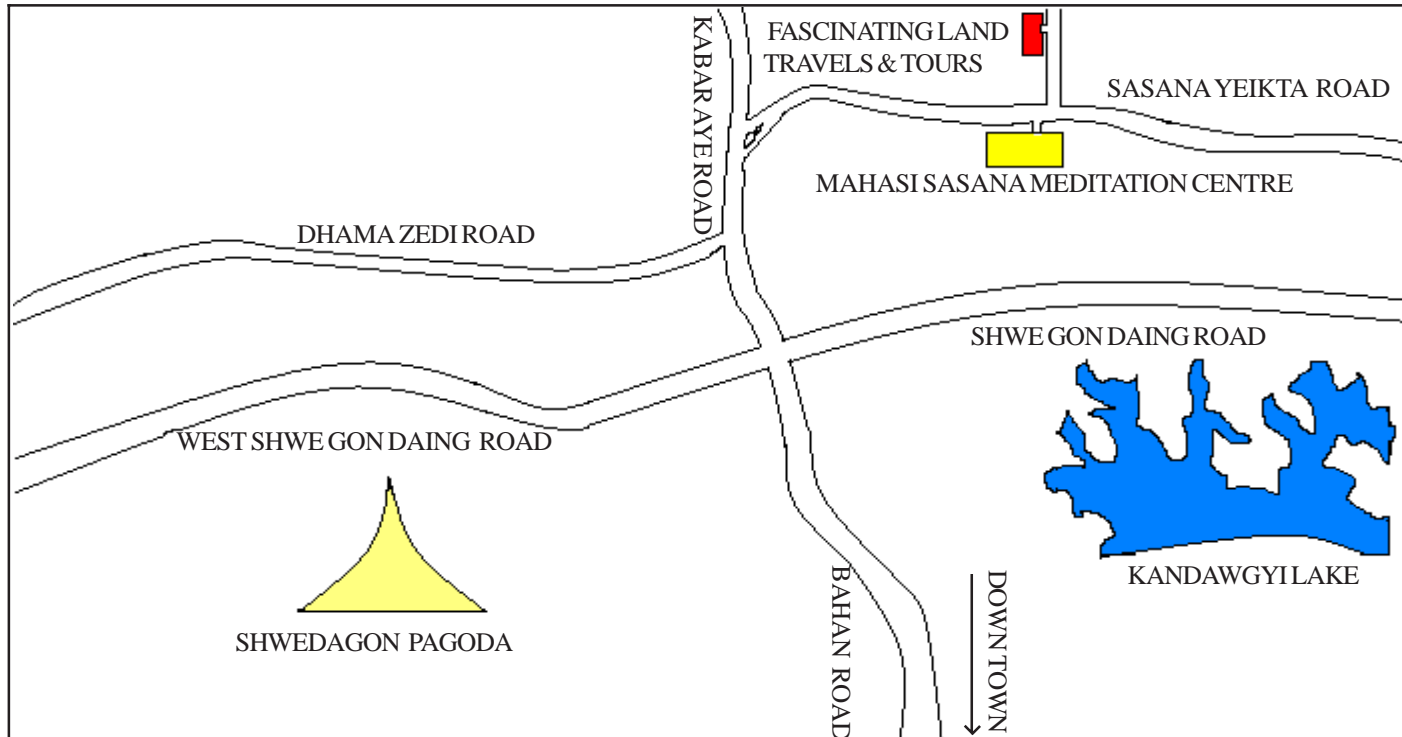 KABAR AYE ROAD
FASCINATING LAND
TRAVELS & TOURS
SASANA YEIKTA ROAD
MAHASI SASANA MEDITATION CENTRE
DHAMA ZEDI ROAD
SHWE GON DAING ROAD
WEST SHWE GON DAING ROAD
KANDAWGYI LAKE
SHWEDAGON PAGODA
BAHAN ROAD
DOWN TOWN